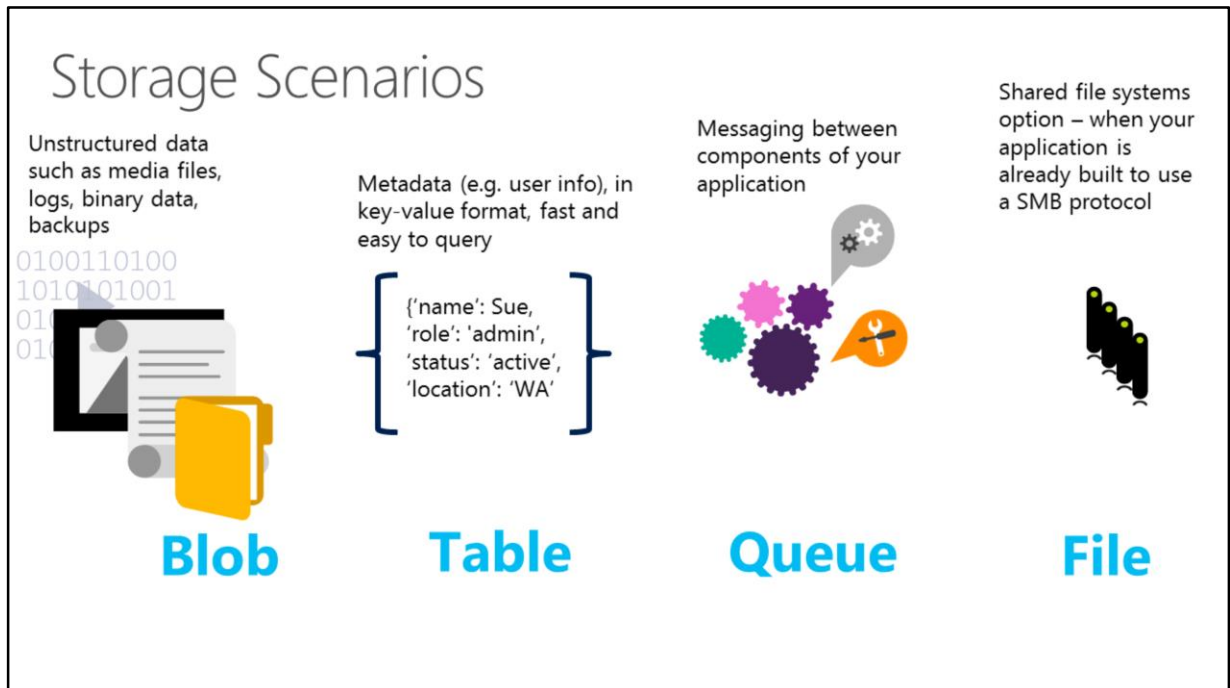 Storage Scenarios
Unstructured data
such as media files,
logs, binary data,
backups
0100110100
1010101001
01
01
Blob
Metadata (e.g. user info), in
key-value format, fast and
easy to query
{‘name’: Sue,
‘role’: 'admin’,
‘status’: ‘active’,
‘location’: ‘WA’
Table
Messaging between
components of your
application
Queue
Shared file systems
option – when your
application is
already built to use
a SMB protocol
File